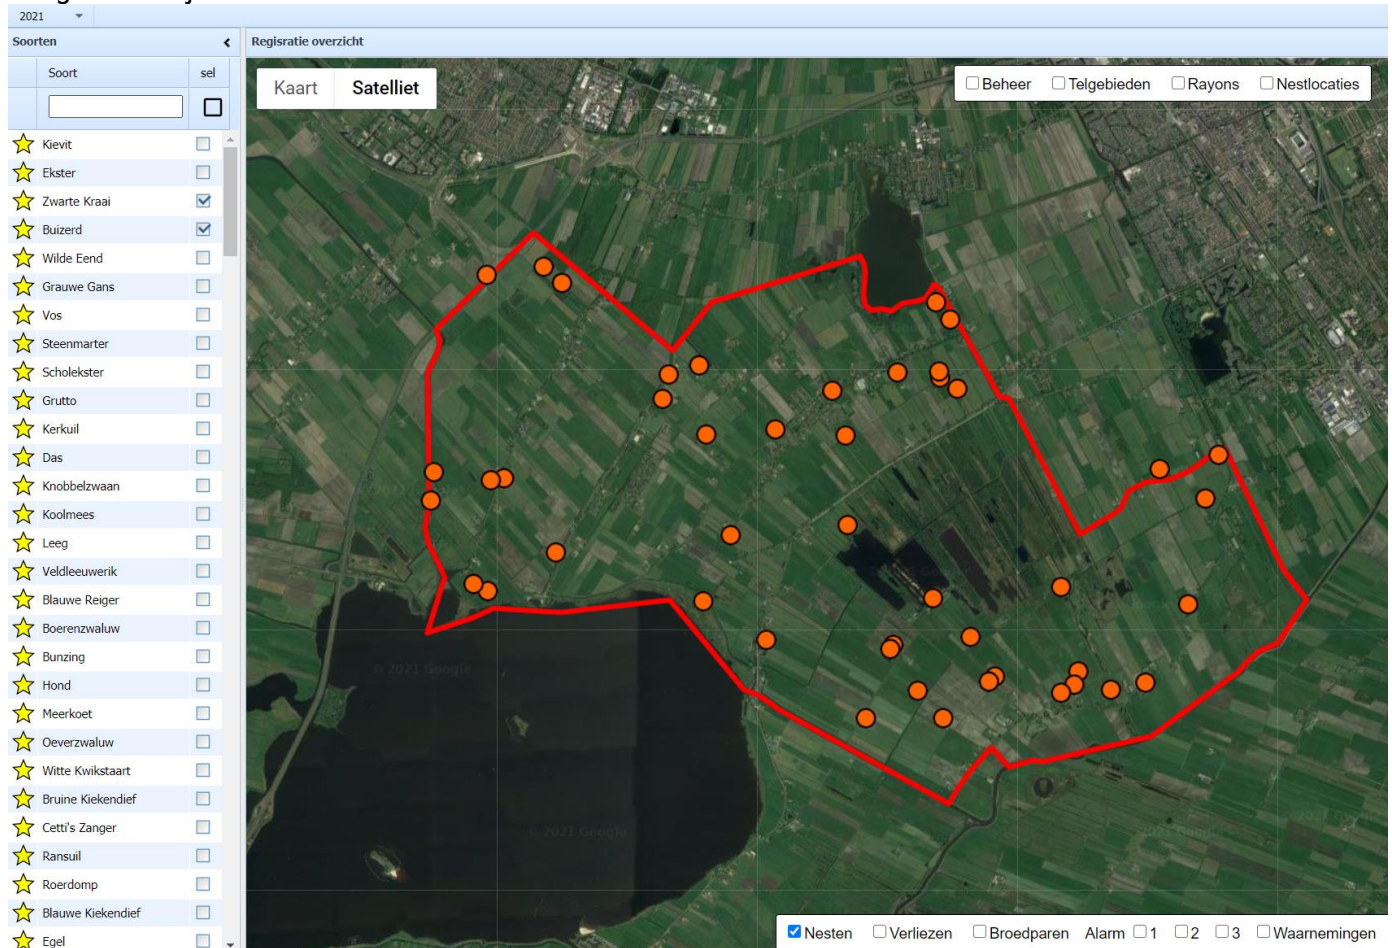 2021
Soorten
Regisratie overzicht
Soort
sel
Kaart
Satelliet
Beheer
Telgebieden
Rayons
Nestlocaties
Kievit
Ekster
Zwarte Kraai
Buizerd
Wilde Eend
Grauwe Gans
Vos
Steenmarter
Scholekster
Grutto
Kerkuil
Das
Knobbelzwaan
Koolmees
Leeg
Veldleeuwerik
Blauwe Reiger
Boerenzwaluw
Bunzing
Hond
Meerkoet
Oeverzwaluw
Witte Kwikstaart
Bruine Kiekendief
Cetti's Zanger
Ransuil
Roerdomp
Blauwe Kiekendief
Egel
© 2021 Google
© 2021 Google
Nesten
Verliezen
Broedparen
Alarm
1
2
3
Waarnemingen